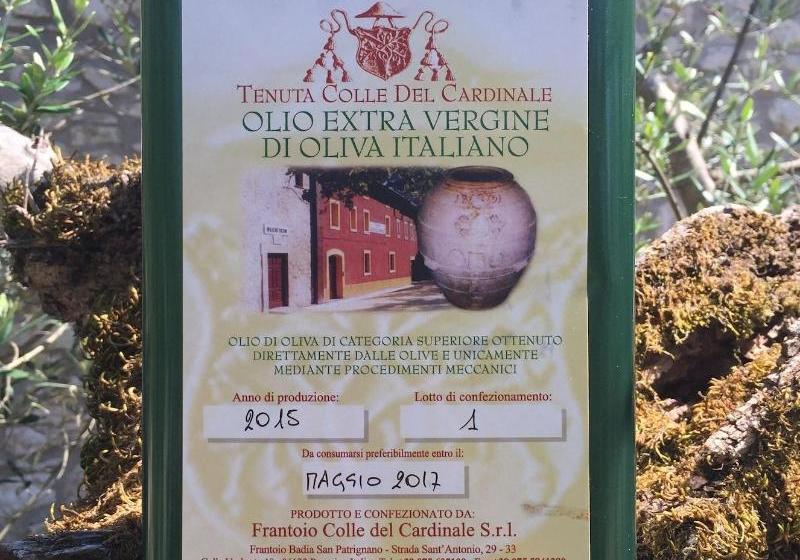 TENUTA COLLE DEL CARDINALE
OLIO EXTRA VERGINE
DI OLIVA ITALIANO
OLIO DI OLIVA DI CATEGORIA SUPERIORE OTTENUTO
DIRETTAMENTE DALLE OLIVE E UNICAMENTE
MEDIANTE PROCEDIMENTI MECCANICI
Anno di produzione: Lotto di confezionamento:
2015 1
Da consumarsi preferibilmente entro il:
MAGGIO 2017
PRODOTTO E CONFEZIONATO DA:
Frantoio Colle del Cardinale S.r.l.
Frantoio Badia San Patrignano - Strada Sant'Antonio, 29 - 33